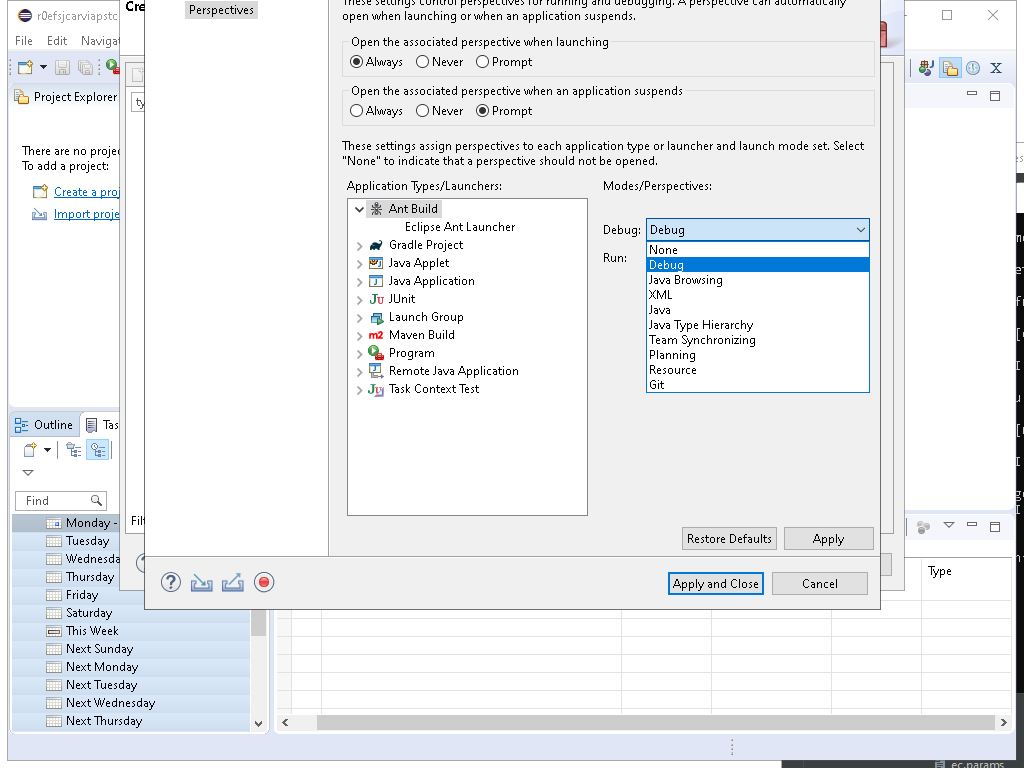 r0efsjcarviapstc
Cre
Perspectives
These settings control perspectives for running and debugging. A perspective can automatically
open when launching or when an application suspends.
File Edit Naviga
Open the associated perspective when launching
Always Never Prompt
Open the associated perspective when an application suspends
Always Never Prompt
Project Explorer
ty
These settings assign perspectives to each application type or launcher and launch mode set. Select
"None" to indicate that a perspective should not be opened.
There are no proje
To add a project:
Create a proj
Import proje
Application Types/Launchers:
Modes/Perspectives:
Ant Build
Eclipse Ant Launcher
Gradle Project
Java Applet
Java Application
JUnit
Launch Group
Maven Build
Program
Remote Java Application
Task Context Test
Debug: Debug
Run:
None
Debug
Java Browsing
XML
Java
Java Type Hierarchy
Team Synchronizing
Planning
Resource
Git
Outline Tas
Find
Filt
Monday -
Tuesday
Wednesda
Thursday
Friday
Saturday
This Week
Next Sunday
Next Monday
Next Tuesday
Next Wednesday
Next Thursday
Restore Defaults Apply
Apply and Close Cancel
Type
ec.params